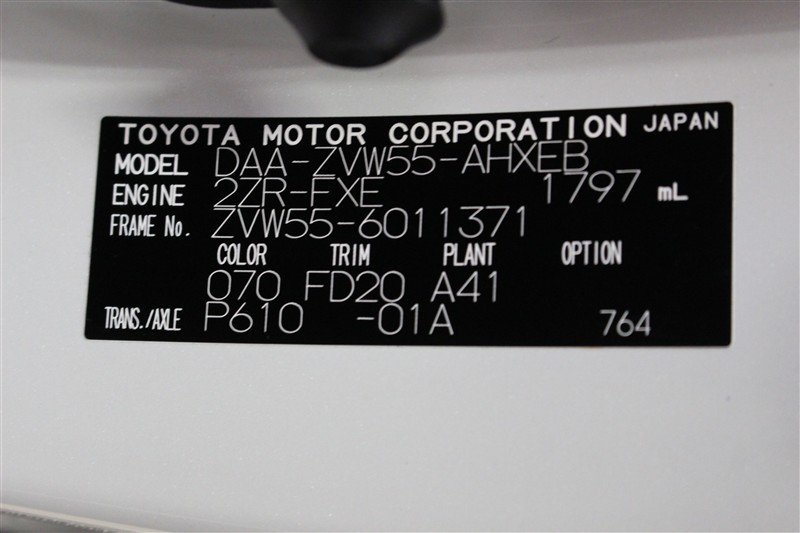 TOYOTA MOTOR CORPORATION JAPAN
MODEL DAA-ZVW55-AHXEB
ENGINE 2ZR-FXE 1797 mL
FRAME No. ZVW55-6011371
COLOR TRIM PLANT OPTION
070 FD20 A41
TRANS./AXLE P610 -01A 764